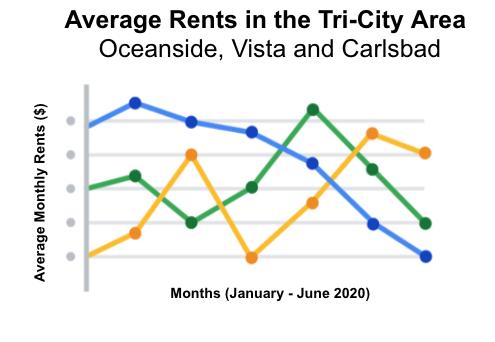 Average Rents in the Tri-City Area
Oceanside, Vista and Carlsbad
Average Monthly Rents ($)
Months (January - June 2020)